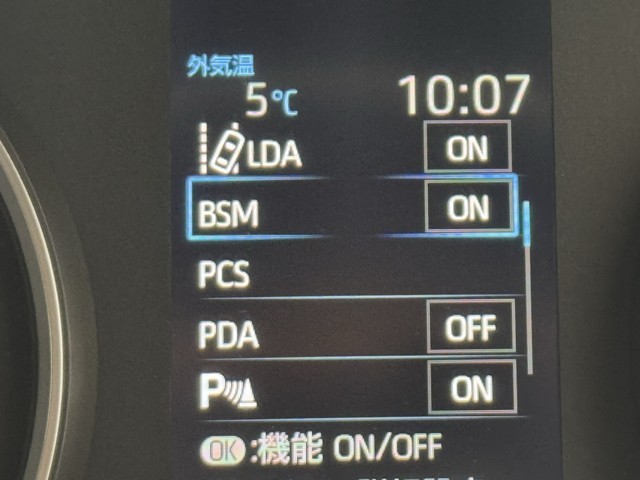 外気温
5℃ 10:07
LDA ON
BSM ON
PCS
PDA OFF
P ON
OK:機能 ON/OFF